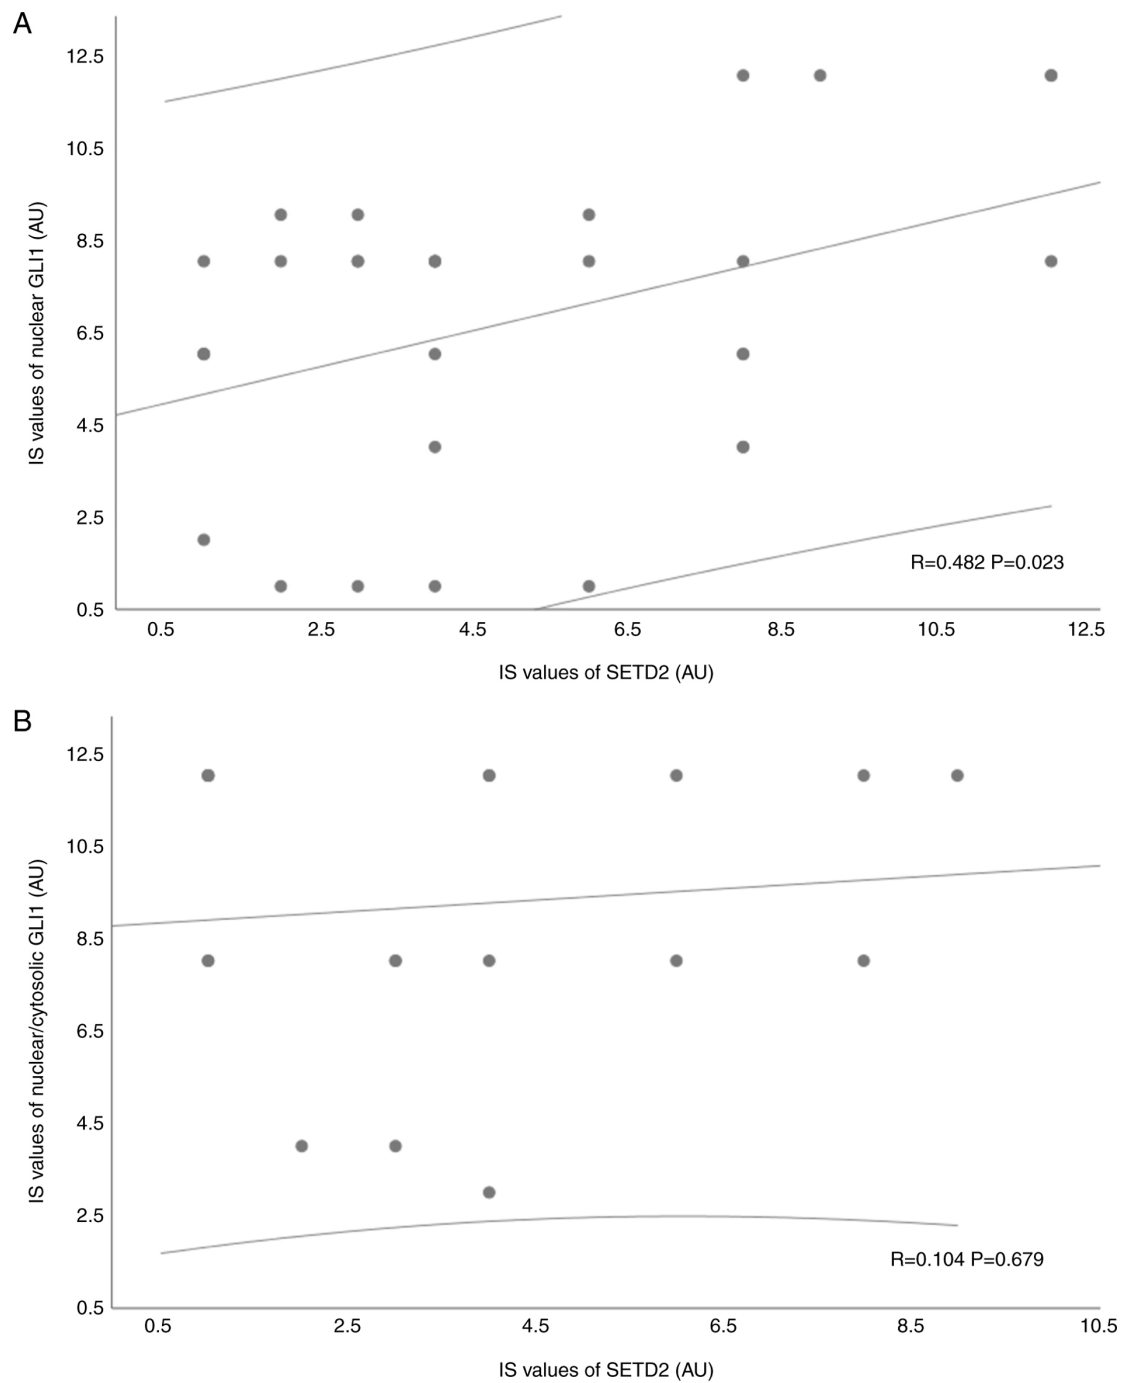 A
12.5
10.5
8.5
6.5
4.5
2.5
0.5
IS values of nuclear GLI1 (AU)
R=0.482 P=0.023
0.5 2.5 4.5 6.5 8.5 10.5 12.5
IS values of SETD2 (AU)
B
12.5
10.5
8.5
6.5
4.5
2.5
0.5
IS values of nuclear/cytosolic GLI1 (AU)
R=0.104 P=0.679
0.5 2.5 4.5 6.5 8.5 10.5
IS values of SETD2 (AU)